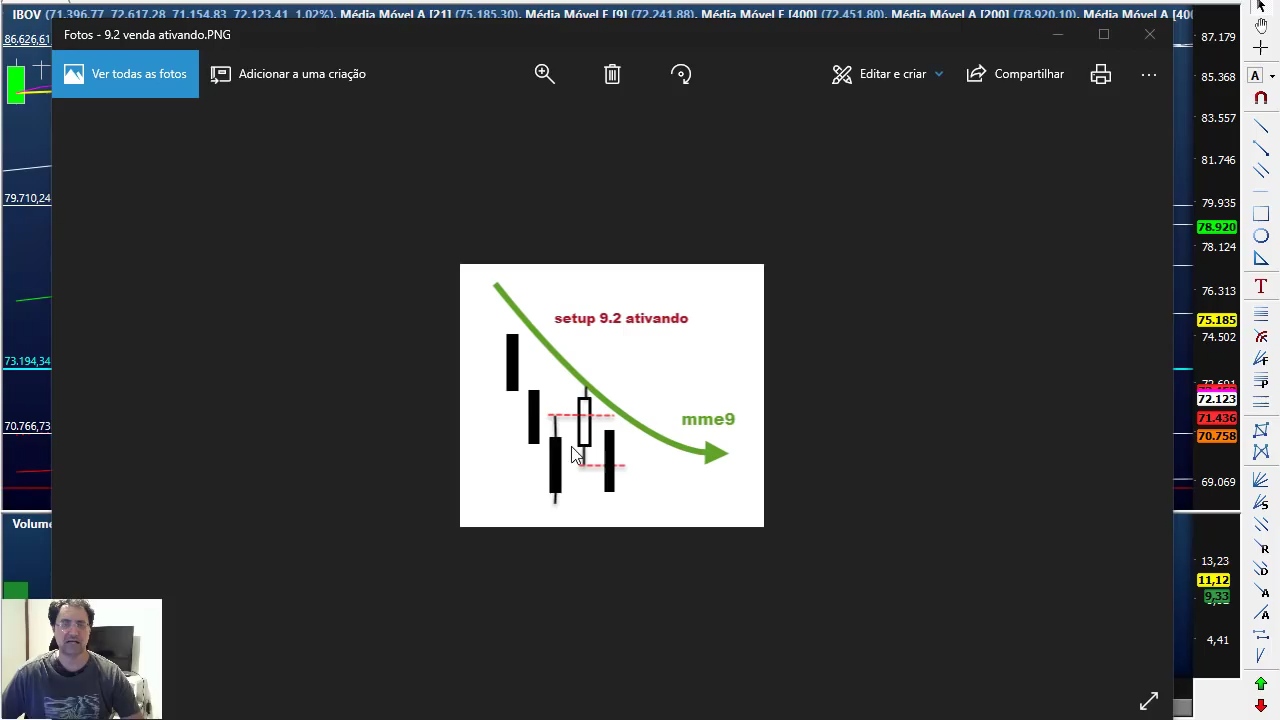 IBOV (71.396,77 72.617,28 71.154,83 72.123,41 1,02%), Média Móvel A [21] (75.185,30), Média Móvel E [9] (72.241,88), Média Móvel E [400] (72.451,80), Média Móvel A [200] (78.920,10), Média Móvel A [400
Fotos - 9.2 venda ativando.PNG
Ver todas as fotos
Adicionar a uma criação
Editar e criar
Compartilhar
86.626,61
79.710,24
73.194,34
70.766,73
Volume
setup 9.2 ativando
mme9
87.179
85.368
83.557
81.746
79.935
78.920
78.124
76.313
75.185
74.502
72.123
71.436
70.758
69.069
13,23
11,12
9,33
4,41
A
T
F
P
F
S
R
D
A
A